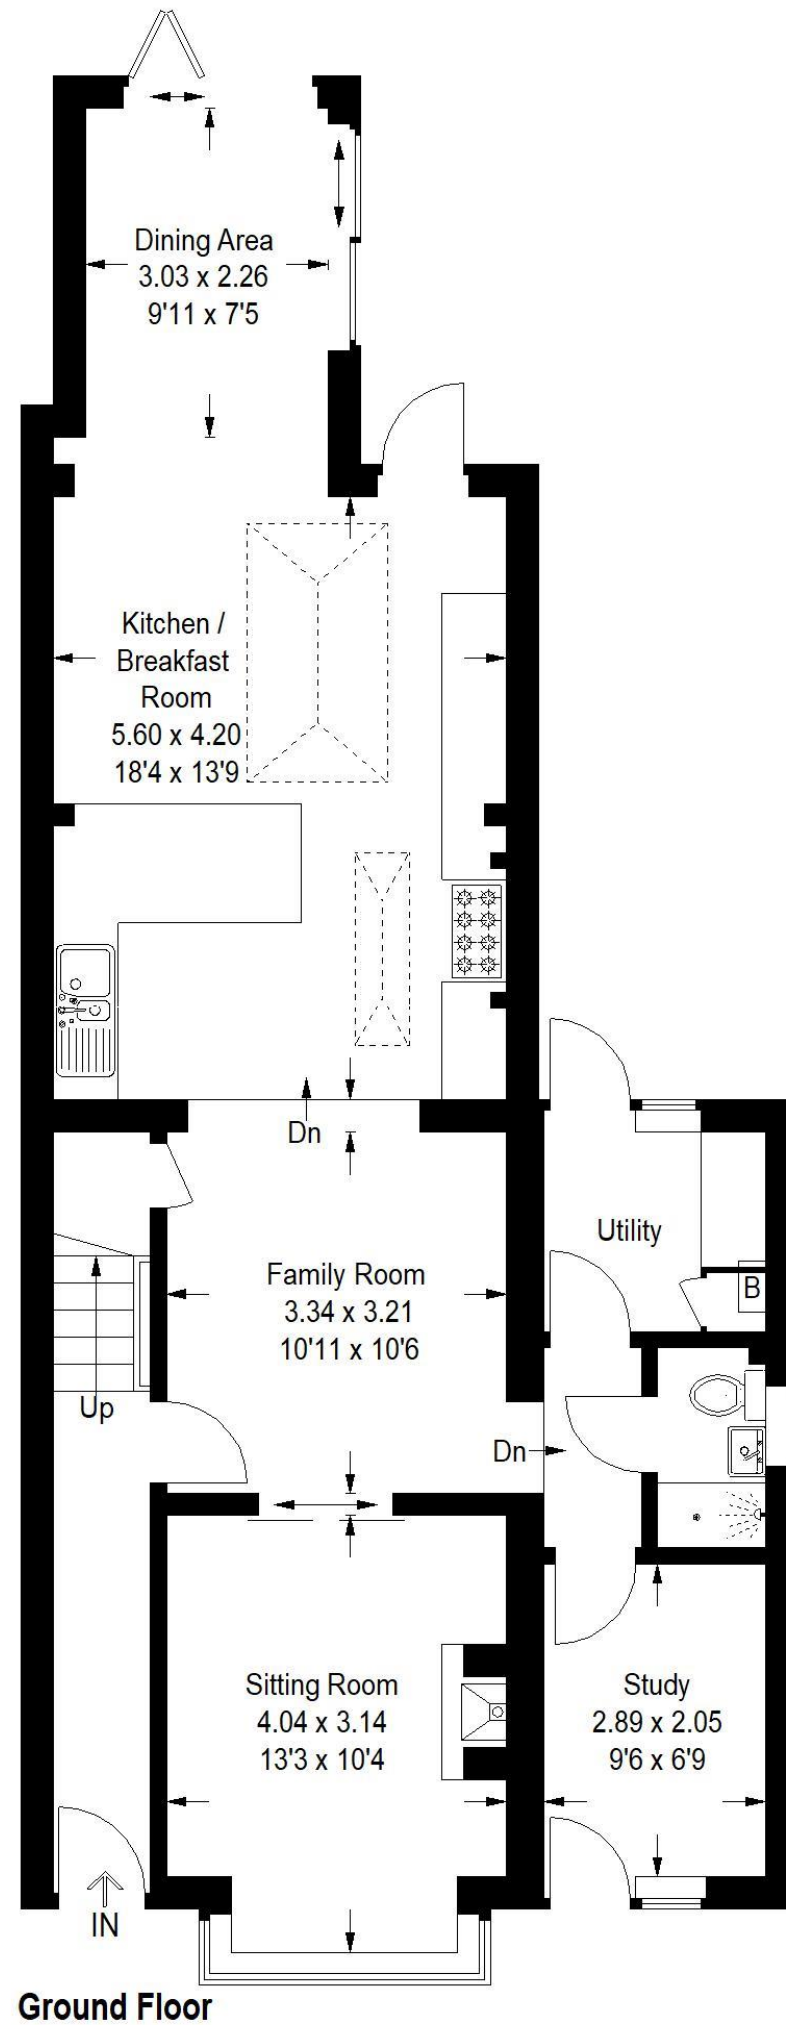 Dining Area
3.03 x 2.26
9'11 x 7'5
Kitchen /
Breakfast
Room
5.60 x 4.20
18'4 x 13'9
Dn
Utility
B
Family Room
3.34 x 3.21
10'11 x 10'6
Up
Dn
Sitting Room
4.04 x 3.14
13'3 x 10'4
Study
2.89 x 2.05
9'6 x 6'9
IN
Ground Floor